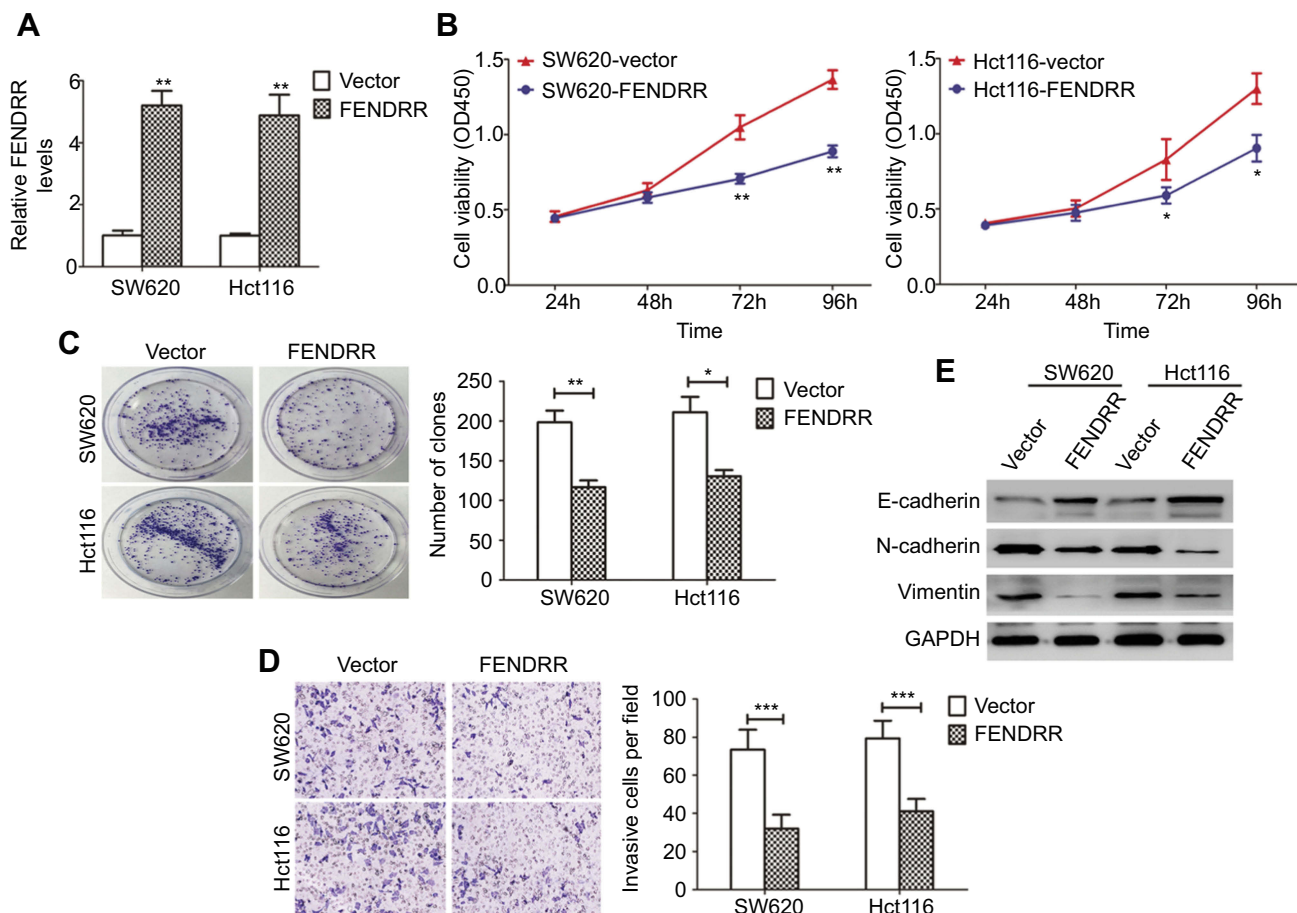 A
Relative FENDRR
levels
6
4
2
0
**
**
Vector
FENDRR
SW620
Hct116
B
Cell viability (OD450)
1.5
1.0
0.5
0.0
SW620-vector
SW620-FENDRR
**
**
24h
48h
72h
96h
Time
Cell viability (OD450)
1.5
1.0
0.5
0.0
Hct116-vector
Hct116-FENDRR
*
*
24h
48h
72h
96h
Time
C
Vector
FENDRR
SW620
Hct116
Number of clones
250
200
150
100
50
0
**
*
Vector
FENDRR
SW620
Hct116
D
Vector
FENDRR
SW620
Hct116
Invasive cells per field
100
80
60
40
20
0
***
***
Vector
FENDRR
SW620
Hct116
E
SW620
Hct116
Vector
FENDRR
Vector
FENDRR
E-cadherin
N-cadherin
Vimentin
GAPDH